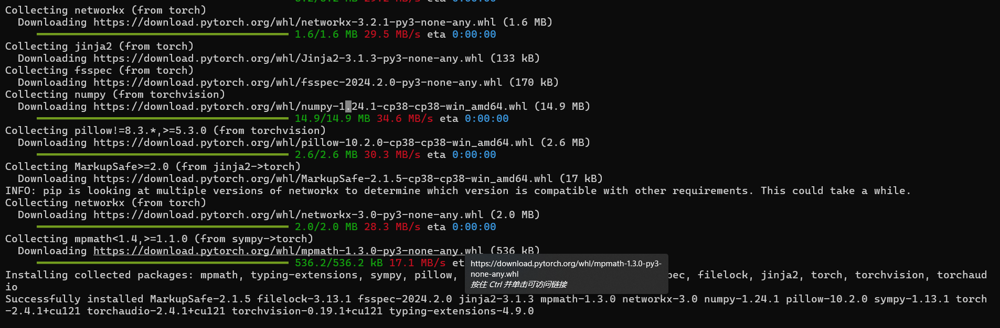 6.2/6.2 MB 29.2 MB/s eta 0:00:00
Collecting networkx (from torch)
  Downloading https://download.pytorch.org/whl/networkx-3.2.1-py3-none-any.whl (1.6 MB)
     1.6/1.6 MB 29.5 MB/s eta 0:00:00
Collecting jinja2 (from torch)
  Downloading https://download.pytorch.org/whl/Jinja2-3.1.3-py3-none-any.whl (133 kB)
Collecting fsspec (from torch)
  Downloading https://download.pytorch.org/whl/fsspec-2024.2.0-py3-none-any.whl (170 kB)
Collecting numpy (from torchvision)
  Downloading https://download.pytorch.org/whl/numpy-1.24.1-cp38-cp38-win_amd64.whl (14.9 MB)
     14.9/14.9 MB 34.6 MB/s eta 0:00:00
Collecting pillow!=8.3.*,>=5.3.0 (from torchvision)
  Downloading https://download.pytorch.org/whl/pillow-10.2.0-cp38-cp38-win_amd64.whl (2.6 MB)
     2.6/2.6 MB 30.3 MB/s eta 0:00:00
Collecting MarkupSafe>=2.0 (from jinja2->torch)
  Downloading https://download.pytorch.org/whl/MarkupSafe-2.1.5-cp38-cp38-win_amd64.whl (17 kB)
INFO: pip is looking at multiple versions of networkx to determine which version is compatible with other requirements. This could take a while.
Collecting networkx (from torch)
  Downloading https://download.pytorch.org/whl/networkx-3.0-py3-none-any.whl (2.0 MB)
     2.0/2.0 MB 28.3 MB/s eta 0:00:00
Collecting mpmath<1.4,>=1.1.0 (from sympy->torch)
  Downloading https://download.pytorch.org/whl/mpmath-1.3.0-py3-none-any.whl (536 kB)
     536.2/536.2 kB 17.1 MB/s et
https://download.pytorch.org/whl/mpmath-1.3.0-py3-
none-any.whl
按住 Ctrl 并单击可访问链接
Installing collected packages: mpmath, typing-extensions, sympy, pillow, pec, filelock, jinja2, torch, torchvision, torchaud
io
Successfully installed MarkupSafe-2.1.5 filelock-3.13.1 fsspec-2024.2.0 jinja2-3.1.3 mpmath-1.3.0 networkx-3.0 numpy-1.24.1 pillow-10.2.0 sympy-1.13.1 torch
-2.4.1+cu121 torchaudio-2.4.1+cu121 torchvision-0.19.1+cu121 typing-extensions-4.9.0